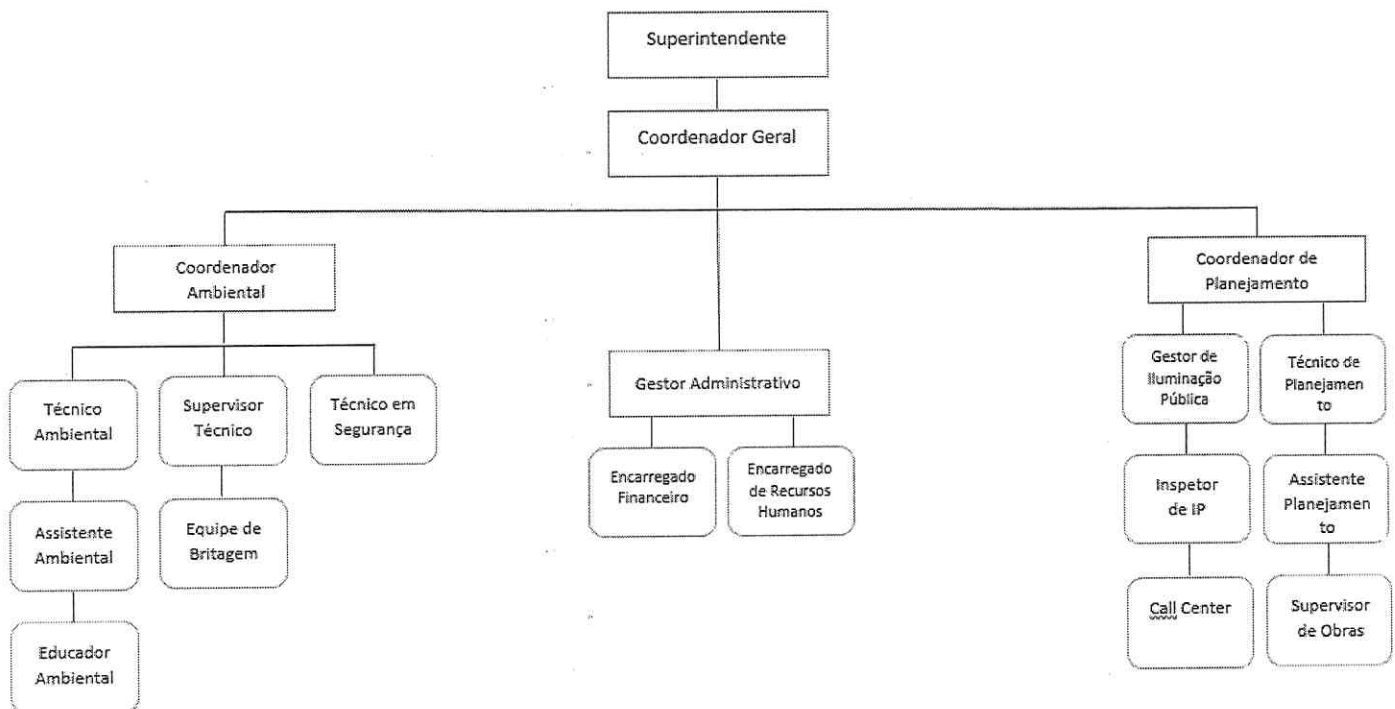 Superintendente
Coordenador Geral
Coordenador
Ambiental
Coordenador de
Planejamento
Gestor Administrativo
Técnico
Ambiental
Supervisor
Técnico
Técnico em
Segurança
Assistente
Ambiental
Equipe de
Britagem
Educador
Ambiental
Encarregado
Financeiro
Encarregado
de Recursos
Humanos
Gestor de
Iluminação
Pública
Técnico de
Planejamen
to
Inspetor
de IP
Assistente
Planejamen
to
Call Center
Supervisor
de Obras